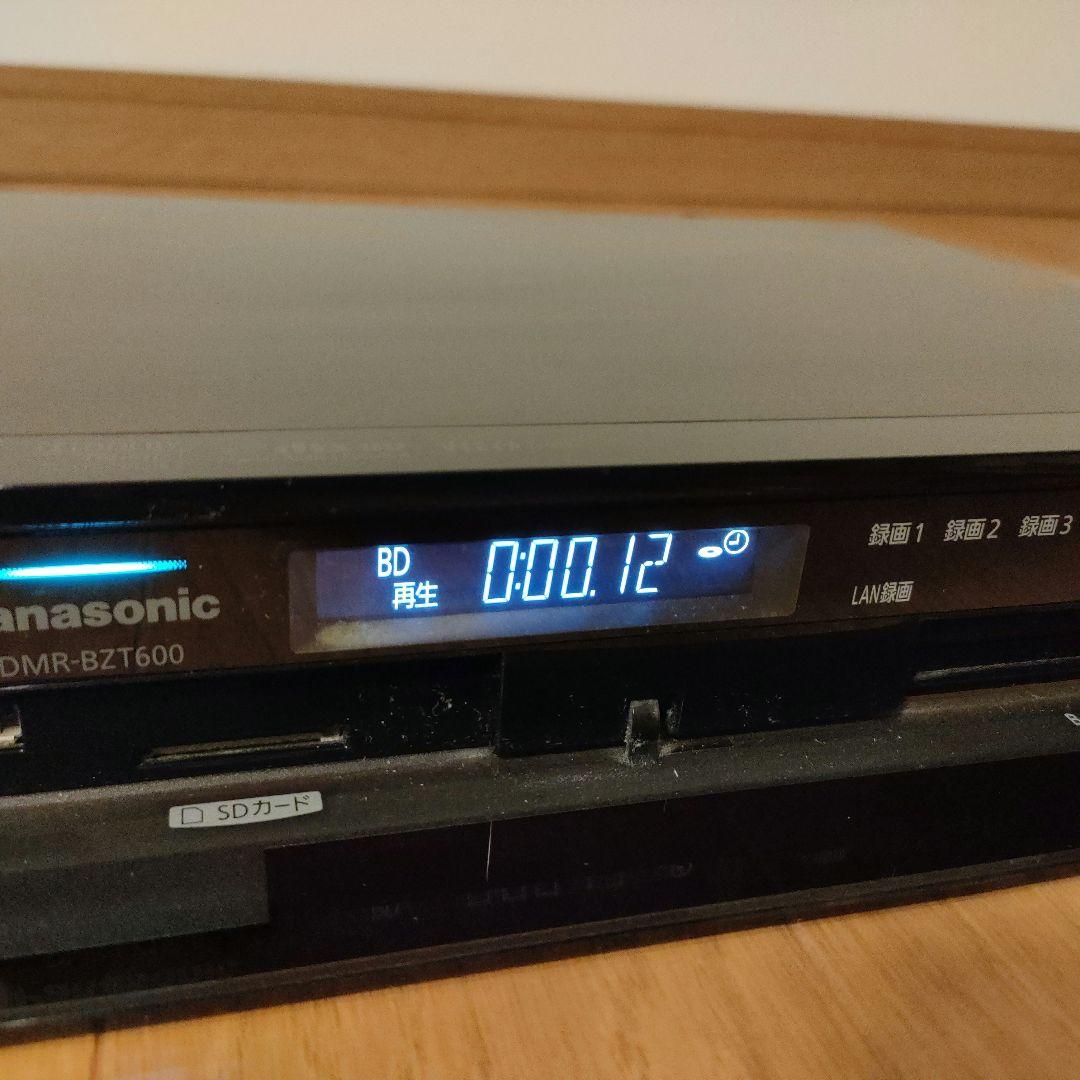 BD
再生 0:00.12
録画1 録画2 録画3
LAN録画
anasonic
DMR-BZT600
SDカード